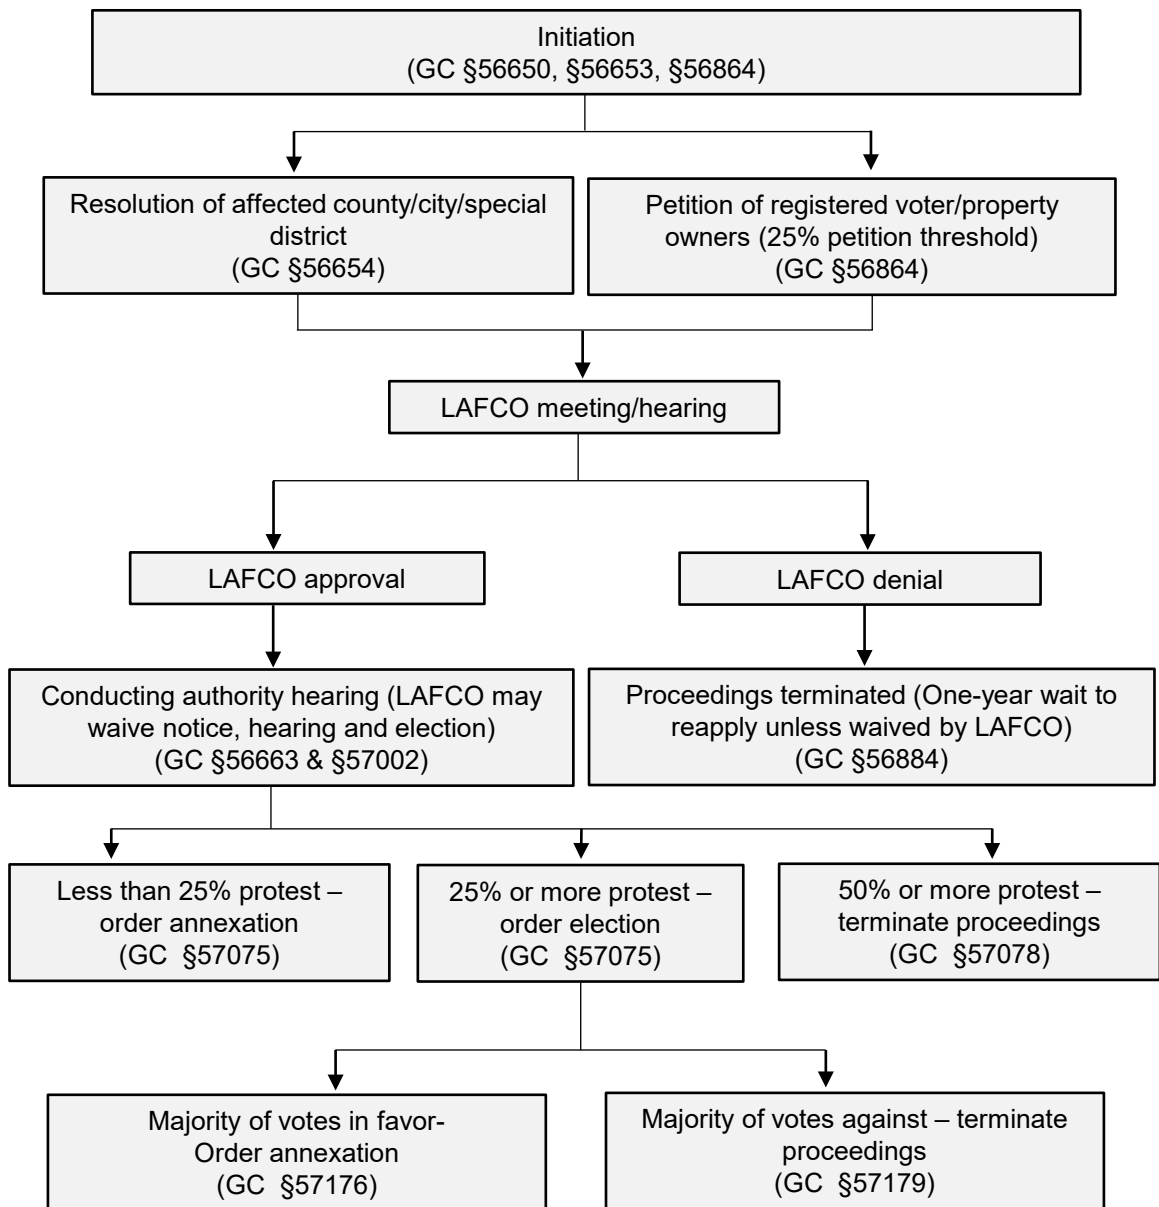 Initiation
(GC §56650, §56653, §56864)
Resolution of affected county/city/special
district
(GC §56654)
Petition of registered voter/property
owners (25% petition threshold)
(GC §56864)
LAFCO meeting/hearing
LAFCO approval
LAFCO denial
Conducting authority hearing (LAFCO may
waive notice, hearing and election)
(GC §56663 & §57002)
Proceedings terminated (One-year wait to
reapply unless waived by LAFCO)
(GC §56884)
Less than 25% protest –
order annexation
(GC  §57075)
25% or more protest –
order election
(GC  §57075)
50% or more protest –
terminate proceedings
(GC  §57078)
Majority of votes in favor-
Order annexation
(GC  §57176)
Majority of votes against – terminate
proceedings
(GC  §57179)